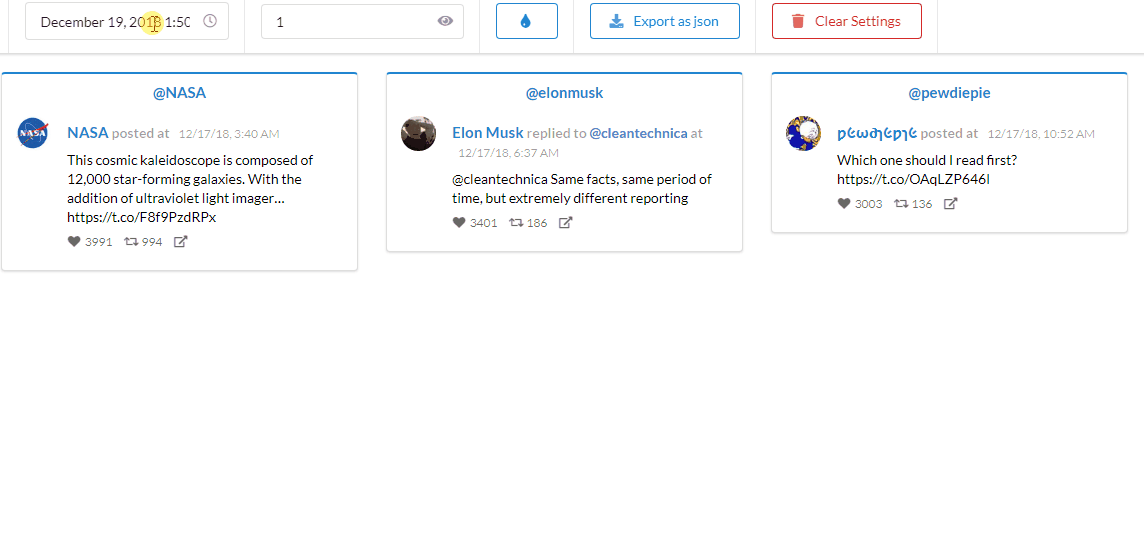 December 19, 2018 1:50
1
Export as json
Clear Settings
@NASA
NASA posted at 12/17/18, 3:40 AM
This cosmic kaleidoscope is composed of
12,000 star-forming galaxies. With the
addition of ultraviolet light imager…
https://t.co/F8f9PzdRPx
3991 994
@elonmusk
Elon Musk replied to @cleantechnica at
12/17/18, 6:37 AM
@cleantechnica Same facts, same period of
time, but extremely different reporting
3401 186
@pewdiepie
posted at 12/17/18, 10:52 AM
Which one should I read first?
https://t.co/OAqLZP646l
3003 136